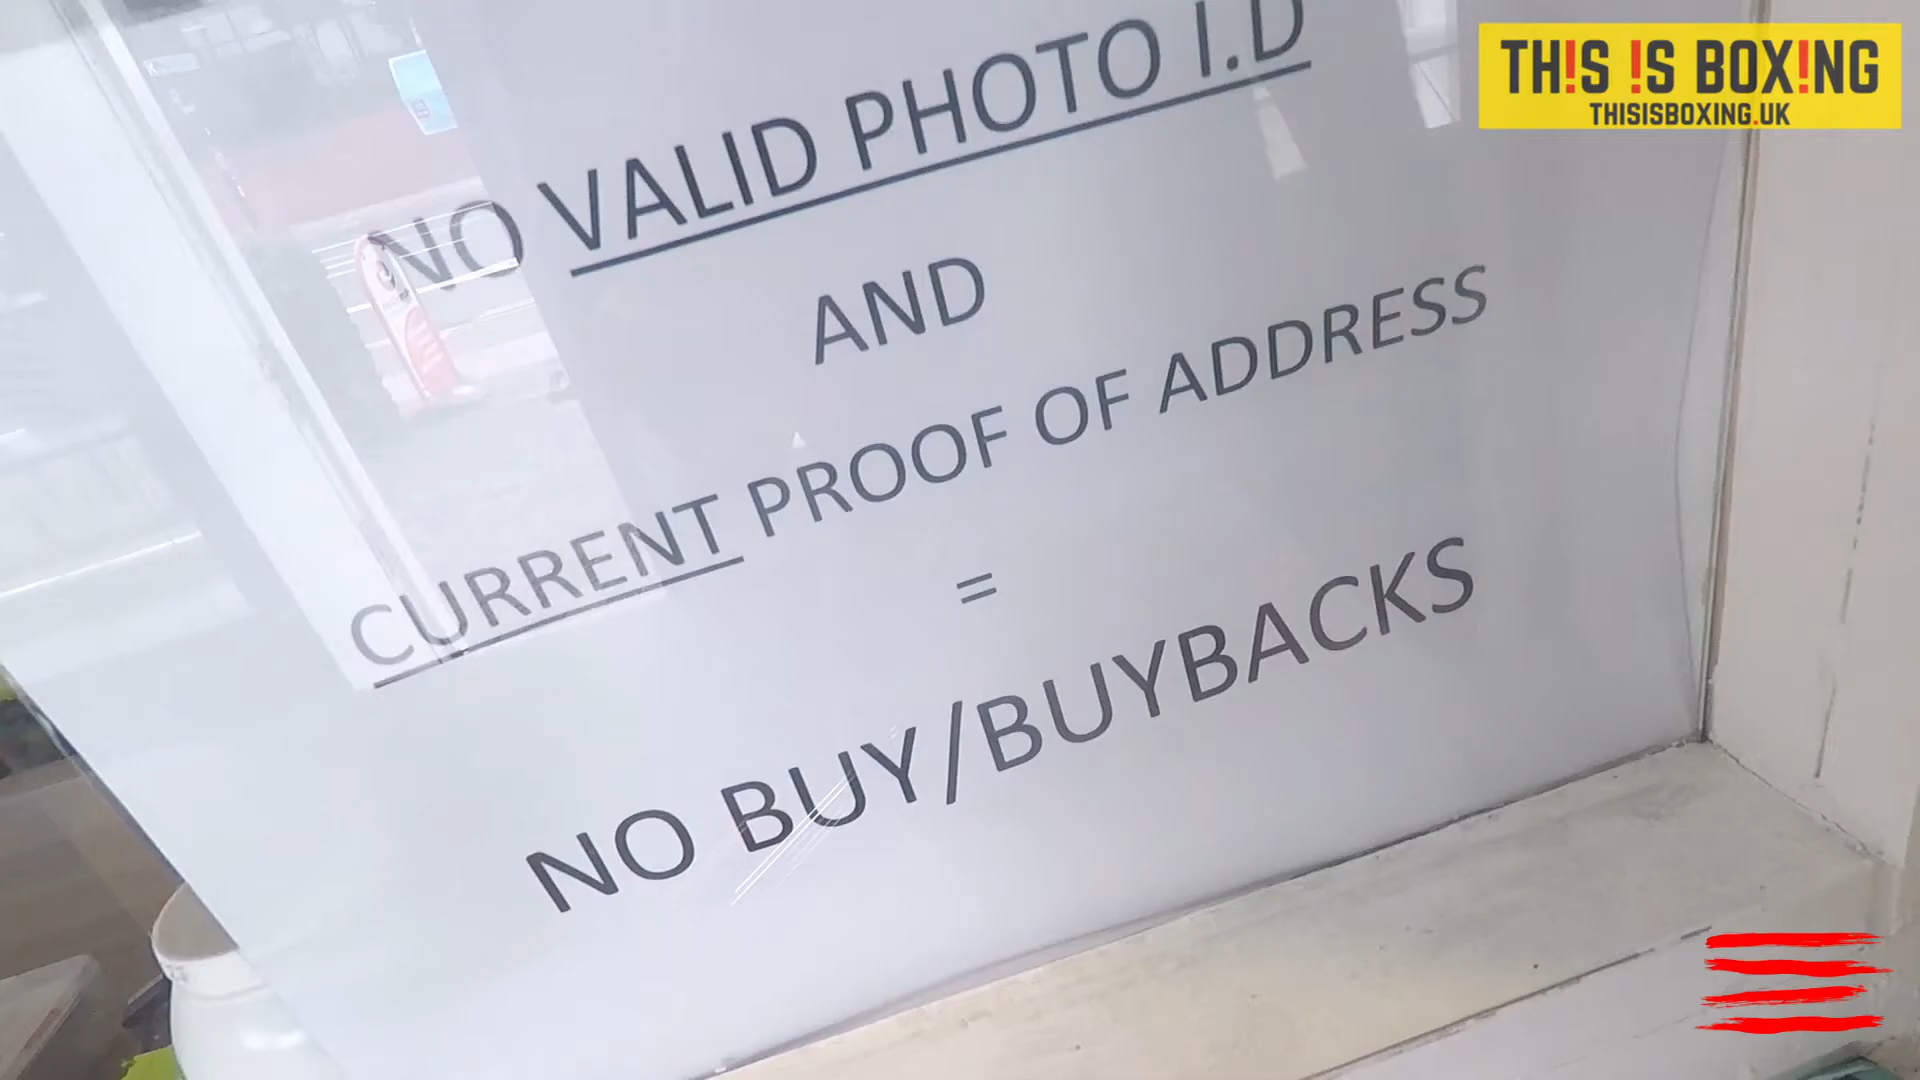 TH!S !S BOX!NG
THISISBOXING.UK
NO VALID PHOTO I.D
AND
CURRENT PROOF OF ADDRESS
=
NO BUY/BUYBACKS